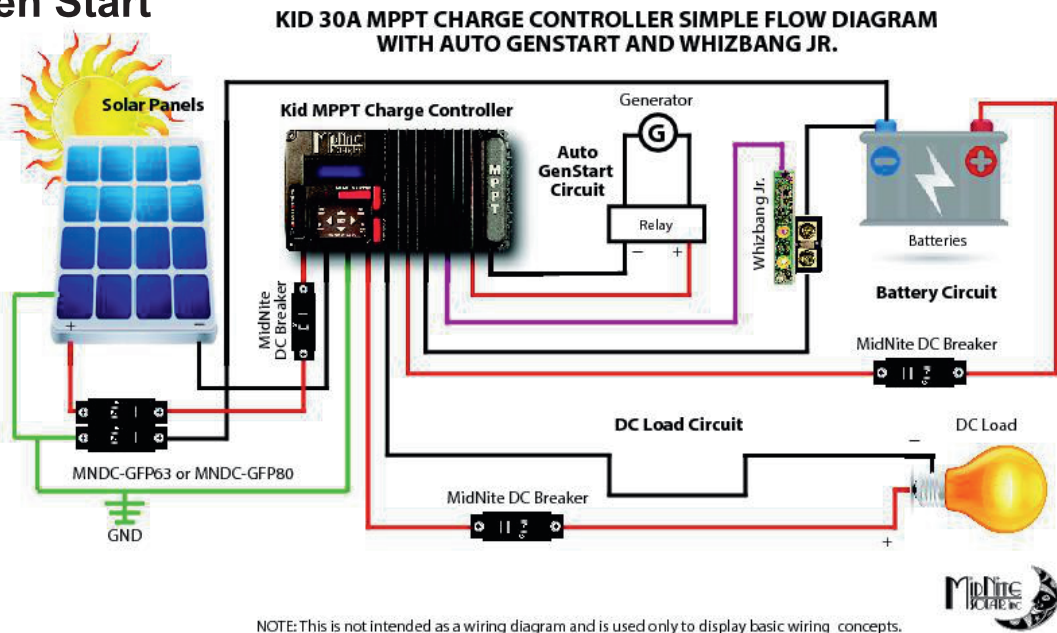 en Start
KID 30A MPPT CHARGE CONTROLLER SIMPLE FLOW DIAGRAM
WITH AUTO GENSTART AND WHIZBANG JR.
Solar Panels
Kid MPPT Charge Controller
MPPT
Generator
G
Auto
GenStart
Circuit
Relay
− +
Whizbang Jr.
Batteries
Battery Circuit
MidNite
DC Breaker
MidNite DC Breaker
+ −
DC Load Circuit
DC Load
−
MNDC-GFP63 or MNDC-GFP80
MidNite DC Breaker
+
GND
MIDNITE
SOLAR INC
NOTE: This is not intended as a wiring diagram and is used only to display basic wiring concepts.